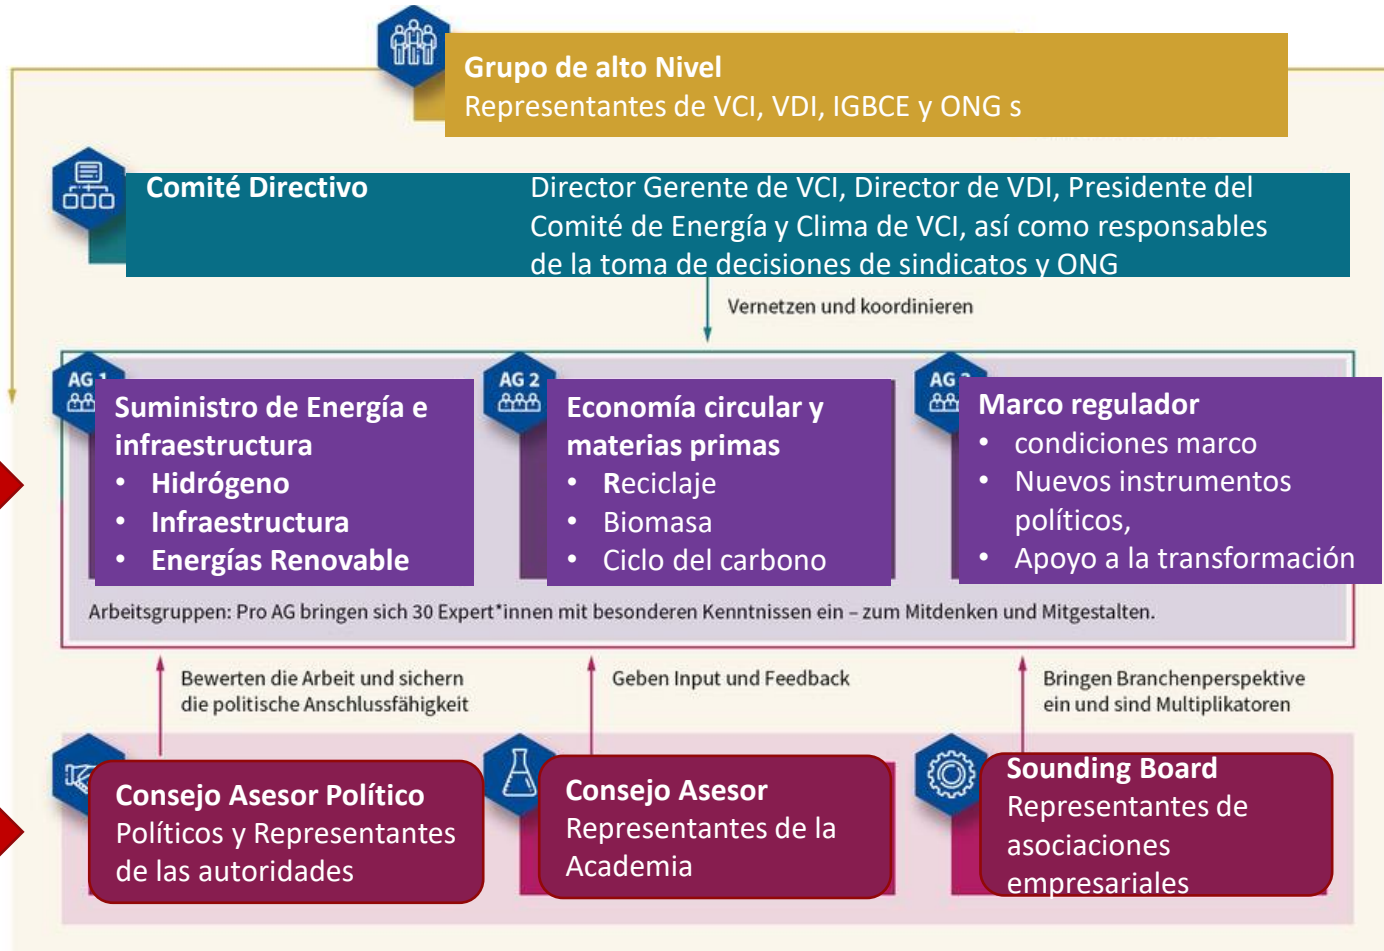 Grupo de alto Nivel
Representantes de VCI, VDI, IGBCE y ONG s
Comité Directivo
Director Gerente de VCI, Director de VDI, Presidente del
Comité de Energía y Clima de VCI, así como responsables
de la toma de decisiones de sindicatos y ONG
Vernetzen und koordinieren
AG 1
Suministro de Energía e
infraestructura
• Hidrógeno
• Infraestructura
• Energías Renovable
AG 2
Economía circular y
materias primas
• Reciclaje
• Biomasa
• Ciclo del carbono
AG
Marco regulador
• condiciones marco
• Nuevos instrumentos
políticos,
• Apoyo a la transformación
Arbeitsgruppen: Pro AG bringen sich 30 Expert*innen mit besonderen Kenntnissen ein – zum Mitdenken und Mitgestalten.
Bewerten die Arbeit und sichern
die politische Anschlussfähigkeit
Geben Input und Feedback
Bringen Branchenperspektive
ein und sind Multiplikatoren
Consejo Asesor Político
Políticos y Representantes
de las autoridades
Consejo Asesor
Representantes de la
Academia
Sounding Board
Representantes de
asociaciones
empresariales